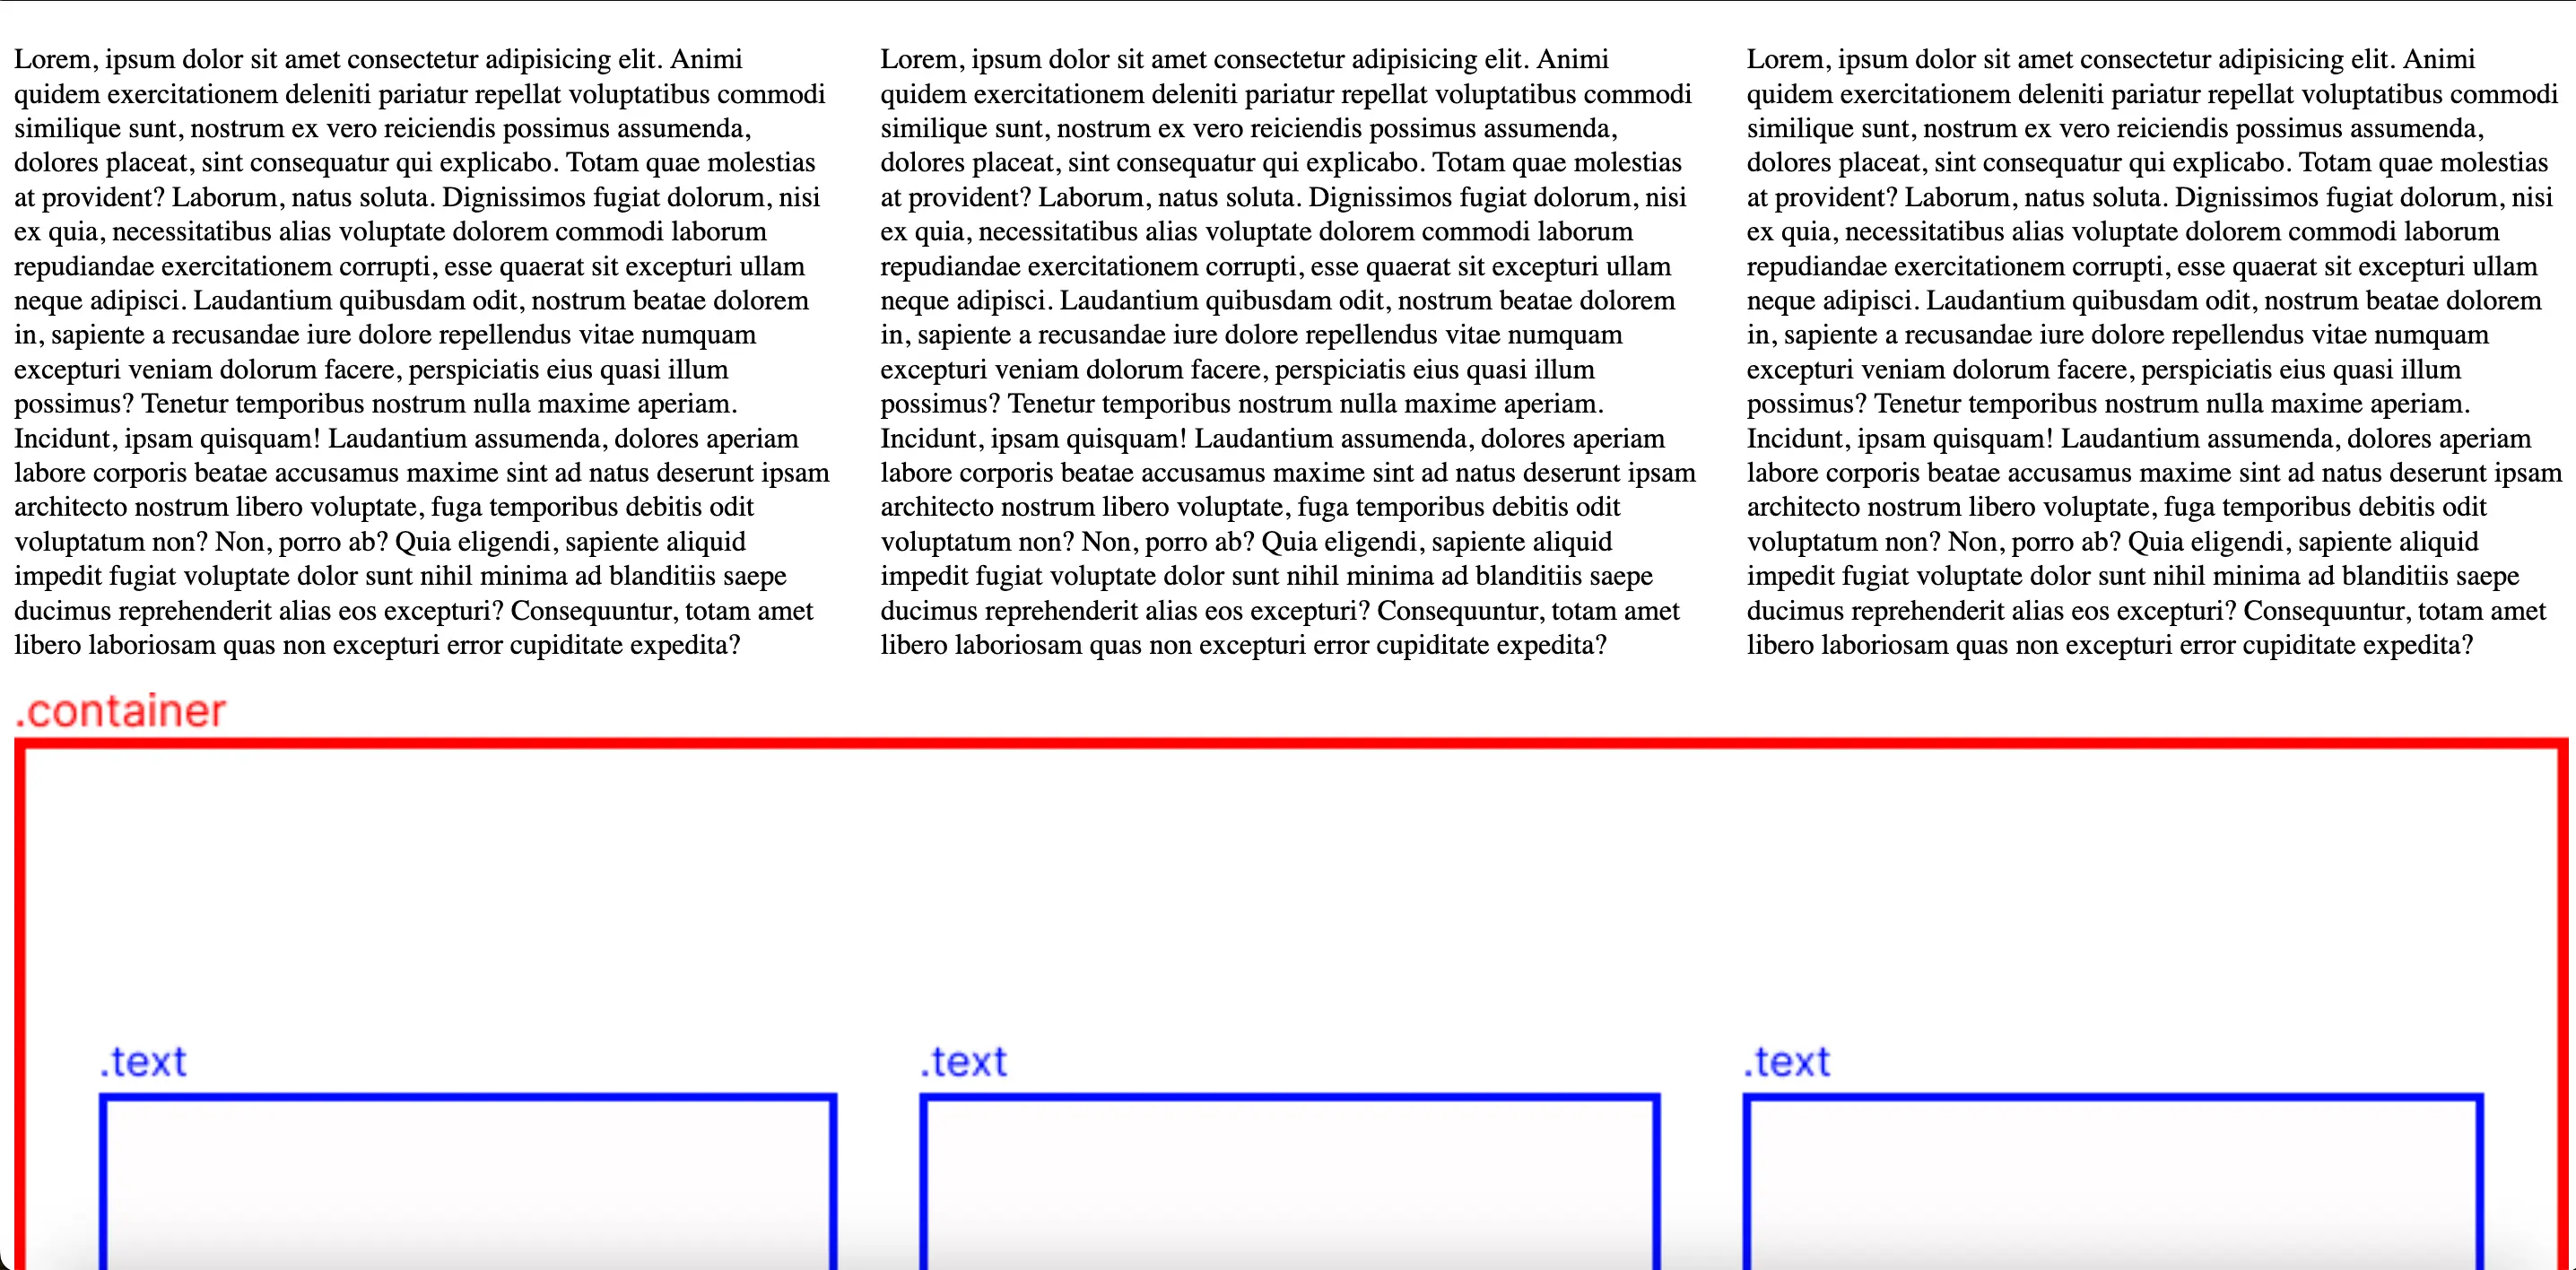 Lorem, ipsum dolor sit amet consectetur adipisicing elit. Animi
quidem exercitationem deleniti pariatur repellat voluptatibus commodi
similique sunt, nostrum ex vero reiciendis possimus assumenda,
dolores placeat, sint consequatur qui explicabo. Totam quae molestias
at provident? Laborum, natus soluta. Dignissimos fugiat dolorum, nisi
ex quia, necessitatibus alias voluptate dolorem commodi laborum
repudiandae exercitationem corrupti, esse quaerat sit excepturi ullam
neque adipisci. Laudantium quibusdam odit, nostrum beatae dolorem
in, sapiente a recusandae iure dolore repellendus vitae numquam
excepturi veniam dolorum facere, perspiciatis eius quasi illum
possimus? Tenetur temporibus nostrum nulla maxime aperiam.
Incidunt, ipsam quisquam! Laudantium assumenda, dolores aperiam
labore corporis beatae accusamus maxime sint ad natus deserunt ipsam
architecto nostrum libero voluptate, fuga temporibus debitis odit
voluptatum non? Non, porro ab? Quia eligendi, sapiente aliquid
impedit fugiat voluptate dolor sunt nihil minima ad blanditiis saepe
ducimus reprehenderit alias eos excepturi? Consequuntur, totam amet
libero laboriosam quas non excepturi error cupiditate expedita?
Lorem, ipsum dolor sit amet consectetur adipisicing elit. Animi
quidem exercitationem deleniti pariatur repellat voluptatibus commodi
similique sunt, nostrum ex vero reiciendis possimus assumenda,
dolores placeat, sint consequatur qui explicabo. Totam quae molestias
at provident? Laborum, natus soluta. Dignissimos fugiat dolorum, nisi
ex quia, necessitatibus alias voluptate dolorem commodi laborum
repudiandae exercitationem corrupti, esse quaerat sit excepturi ullam
neque adipisci. Laudantium quibusdam odit, nostrum beatae dolorem
in, sapiente a recusandae iure dolore repellendus vitae numquam
excepturi veniam dolorum facere, perspiciatis eius quasi illum
possimus? Tenetur temporibus nostrum nulla maxime aperiam.
Incidunt, ipsam quisquam! Laudantium assumenda, dolores aperiam
labore corporis beatae accusamus maxime sint ad natus deserunt ipsam
architecto nostrum libero voluptate, fuga temporibus debitis odit
voluptatum non? Non, porro ab? Quia eligendi, sapiente aliquid
impedit fugiat voluptate dolor sunt nihil minima ad blanditiis saepe
ducimus reprehenderit alias eos excepturi? Consequuntur, totam amet
libero laboriosam quas non excepturi error cupiditate expedita?
Lorem, ipsum dolor sit amet consectetur adipisicing elit. Animi
quidem exercitationem deleniti pariatur repellat voluptatibus commodi
similique sunt, nostrum ex vero reiciendis possimus assumenda,
dolores placeat, sint consequatur qui explicabo. Totam quae molestias
at provident? Laborum, natus soluta. Dignissimos fugiat dolorum, nisi
ex quia, necessitatibus alias voluptate dolorem commodi laborum
repudiandae exercitationem corrupti, esse quaerat sit excepturi ullam
neque adipisci. Laudantium quibusdam odit, nostrum beatae dolorem
in, sapiente a recusandae iure dolore repellendus vitae numquam
excepturi veniam dolorum facere, perspiciatis eius quasi illum
possimus? Tenetur temporibus nostrum nulla maxime aperiam.
Incidunt, ipsam quisquam! Laudantium assumenda, dolores aperiam
labore corporis beatae accusamus maxime sint ad natus deserunt ipsam
architecto nostrum libero voluptate, fuga temporibus debitis odit
voluptatum non? Non, porro ab? Quia eligendi, sapiente aliquid
impedit fugiat voluptate dolor sunt nihil minima ad blanditiis saepe
ducimus reprehenderit alias eos excepturi? Consequuntur, totam amet
libero laboriosam quas non excepturi error cupiditate expedita?
.container
.text
.text
.text